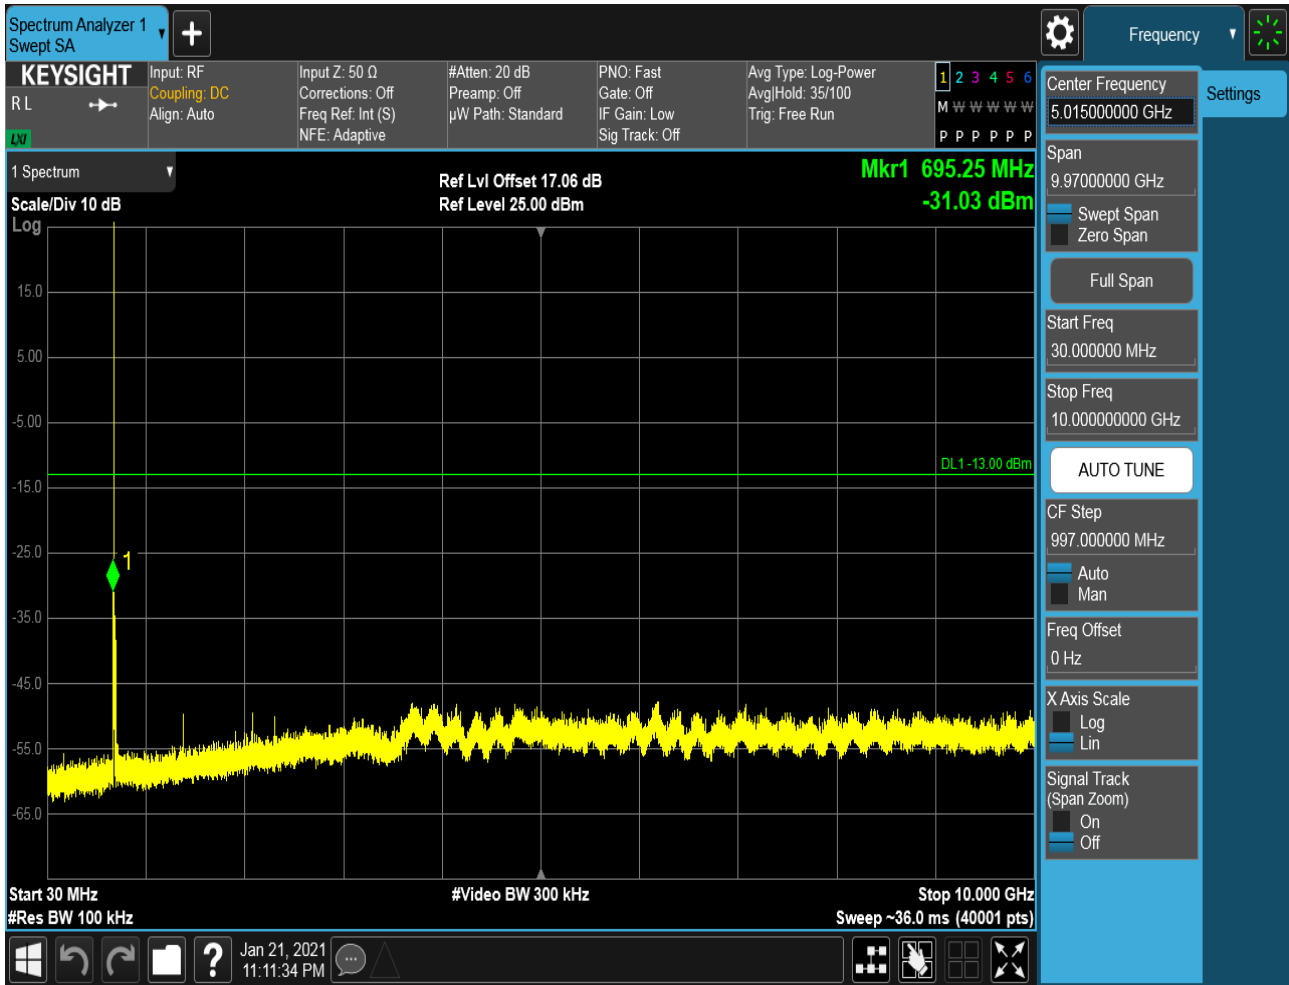 Spectrum Analyzer 1
Swept SA
Frequency
KEYSIGHT
R L
LXI
Input: RF
Coupling: DC
Align: Auto
Input Z: 50 Ω
Corrections: Off
Freq Ref: Int (S)
NFE: Adaptive
#Atten: 20 dB
Preamp: Off
µW Path: Standard
PNO: Fast
Gate: Off
IF Gain: Low
Sig Track: Off
Avg Type: Log-Power
Avg|Hold: 35/100
Trig: Free Run
1 2 3 4 5 6
M W W W W W
P P P P P P
1 Spectrum
Scale/Div 10 dB
Log
Ref Lvl Offset 17.06 dB
Ref Level 25.00 dBm
Mkr1 695.25 MHz
-31.03 dBm
15.0
5.00
-5.00
DL1 -13.00 dBm
-15.0
-25.0
1
-35.0
-45.0
-55.0
-65.0
Start 30 MHz
#Video BW 300 kHz
Stop 10.000 GHz
#Res BW 100 kHz
Sweep ~36.0 ms (40001 pts)
?
Jan 21, 2021
11:11:34 PM
Center Frequency
5.015000000 GHz
Settings
Span
9.97000000 GHz
Swept Span
Zero Span
Full Span
Start Freq
30.000000 MHz
Stop Freq
10.000000000 GHz
AUTO TUNE
CF Step
997.000000 MHz
Auto
Man
Freq Offset
0 Hz
X Axis Scale
Log
Lin
Signal Track
(Span Zoom)
On
Off